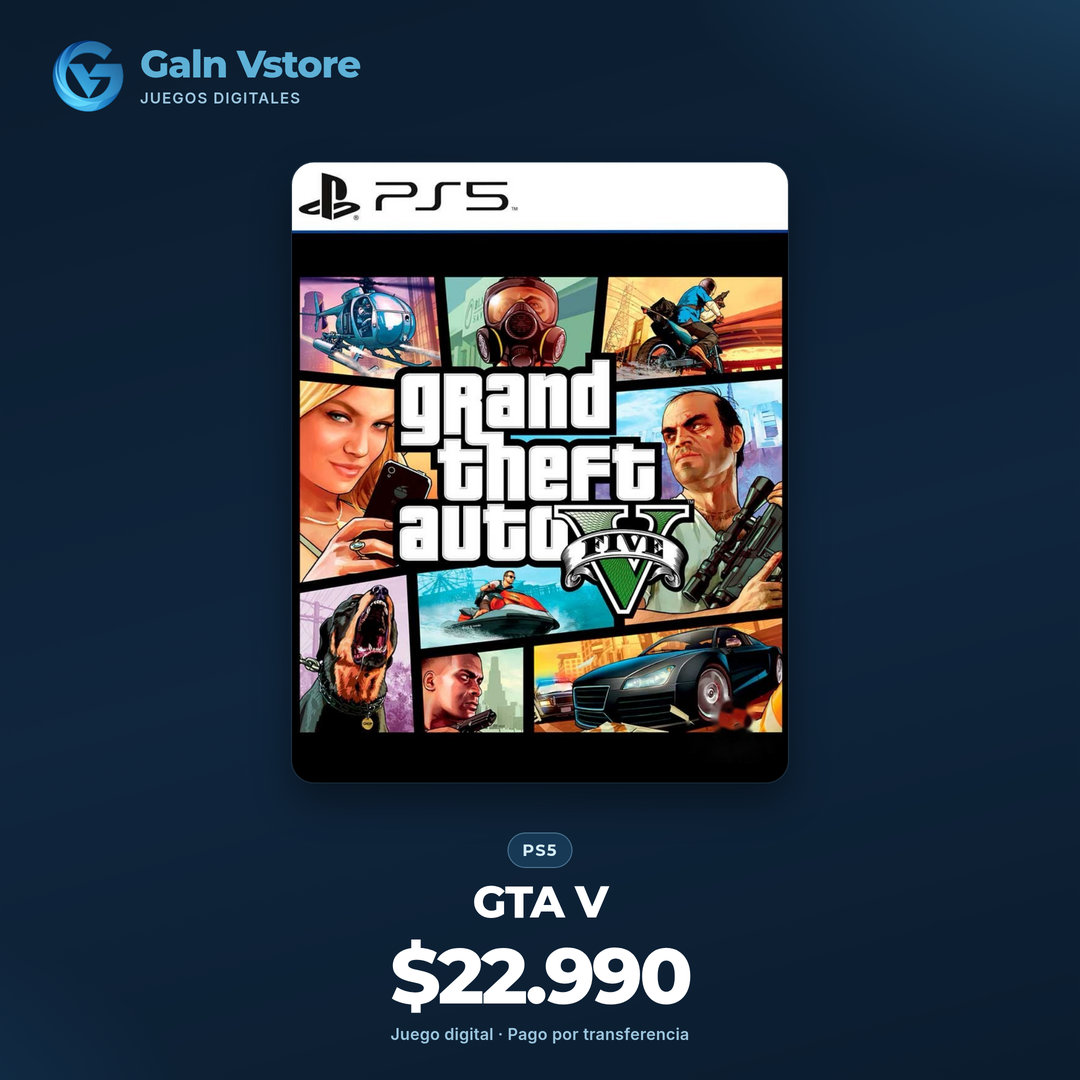 Galn Vstore
JUEGOS DIGITALES
PS5
grand
theft
auto V
FIVE
PS5
GTA V
$22.990
Juego digital · Pago por transferencia